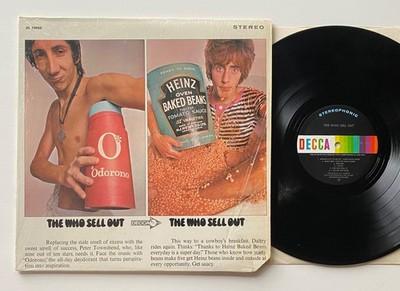 STEREO
HEINZ
OVEN
BAKED BEANS
TOMATO SAUCE
Odorono
THE WHO SELL OUT
DECCA
THE WHO SELL OUT
Replacing the stale smell of excess with the
sweet smell of success, Peter Townshend, who, like
nine out of ten stars, needs it. Face the music with
"Odorono," the all-day deodorant that turns perspira-
tion into inspiration.
This way to a cowboy's breakfast. Daltry
rides again. Thinks. "Thanks to Heinz Baked Beans
everyday is a super day." Those who know how
beans make five get Heinz beans inside and outside at
every opportunity. Get saucy.
STEREOPHONIC
THE WHO SELL OUT
DECCA